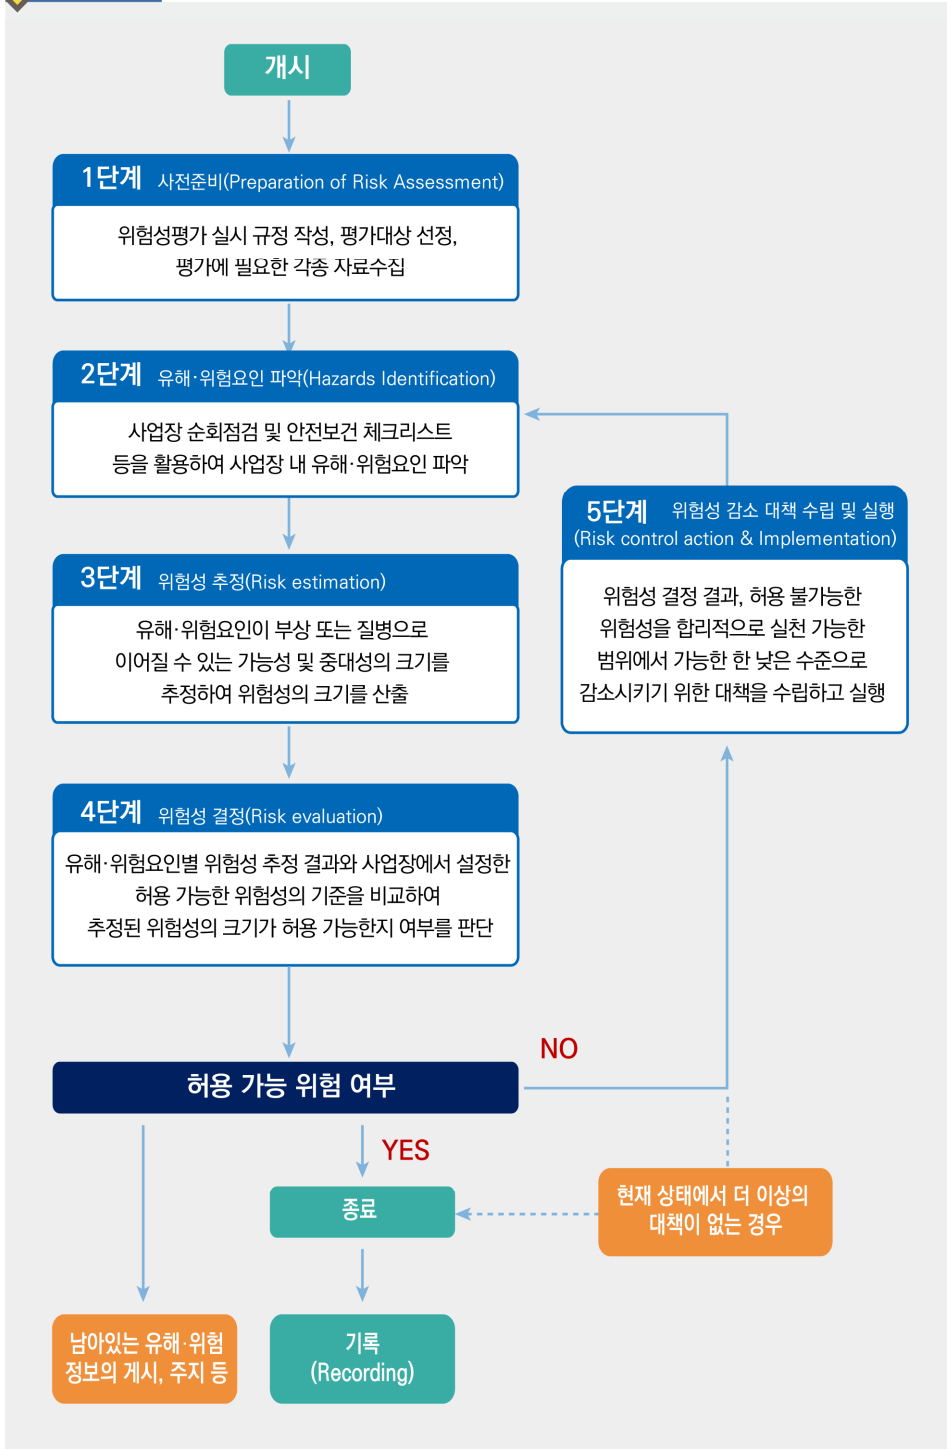 개시
1단계 사전준비(Preparation of Risk Assessment)
위험성평가 실시 규정 작성, 평가대상 선정,
평가에 필요한 각종 자료수집
2단계 유해·위험요인 파악(Hazards Identification)
사업장 순회점검 및 안전보건 체크리스트
등을 활용하여 사업장 내 유해·위험요인 파악
3단계 위험성 추정(Risk estimation)
유해·위험요인이 부상 또는 질병으로
이어질 수 있는 가능성 및 중대성의 크기를
추정하여 위험성의 크기를 산출
4단계 위험성 결정(Risk evaluation)
유해·위험요인별 위험성 추정 결과와 사업장에서 설정한
허용 가능한 위험성의 기준을 비교하여
추정된 위험성의 크기가 허용 가능한지 여부를 판단
5단계 위험성 감소 대책 수립 및 실행
(Risk control action & Implementation)
위험성 결정 결과, 허용 불가능한
위험성을 합리적으로 실천 가능한
범위에서 가능한 한 낮은 수준으로
감소시키기 위한 대책을 수립하고 실행
NO
허용 가능 위험 여부
YES
종료
현재 상태에서 더 이상의
대책이 없는 경우
남아있는 유해·위험
정보의 게시, 주지 등
기록
(Recording)